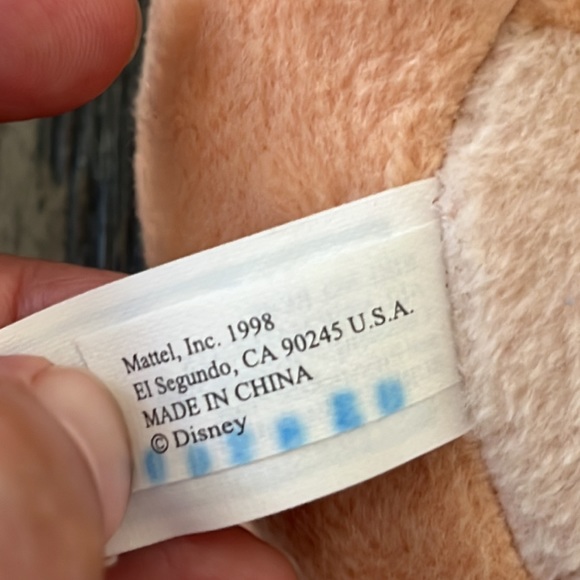 Mattel, Inc. 1998
El Segundo, CA 90245 U.S.A.
MADE IN CHINA
© Disney